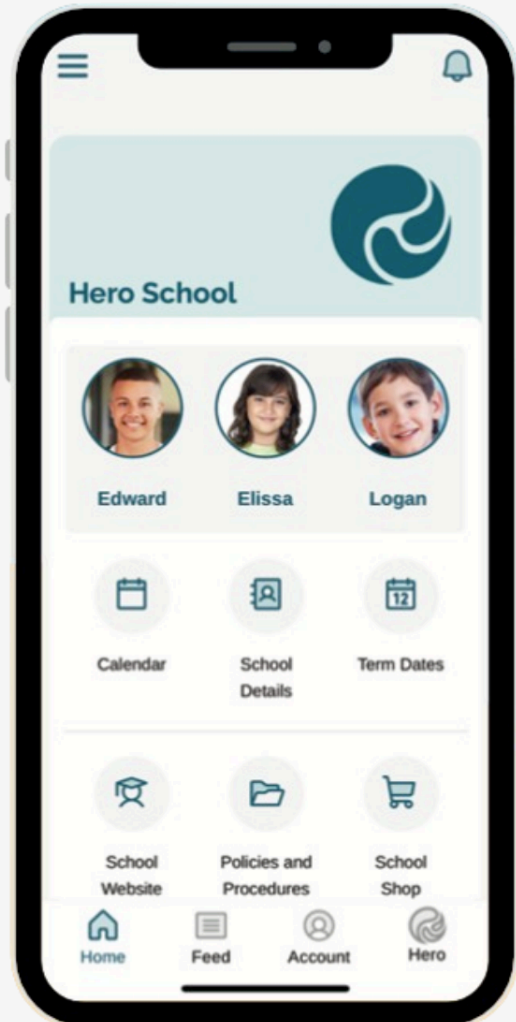 Hero School
Edward Elissa Logan
12
Calendar School Details Term Dates
School Website Policies and Procedures School Shop
Home Feed Account Hero